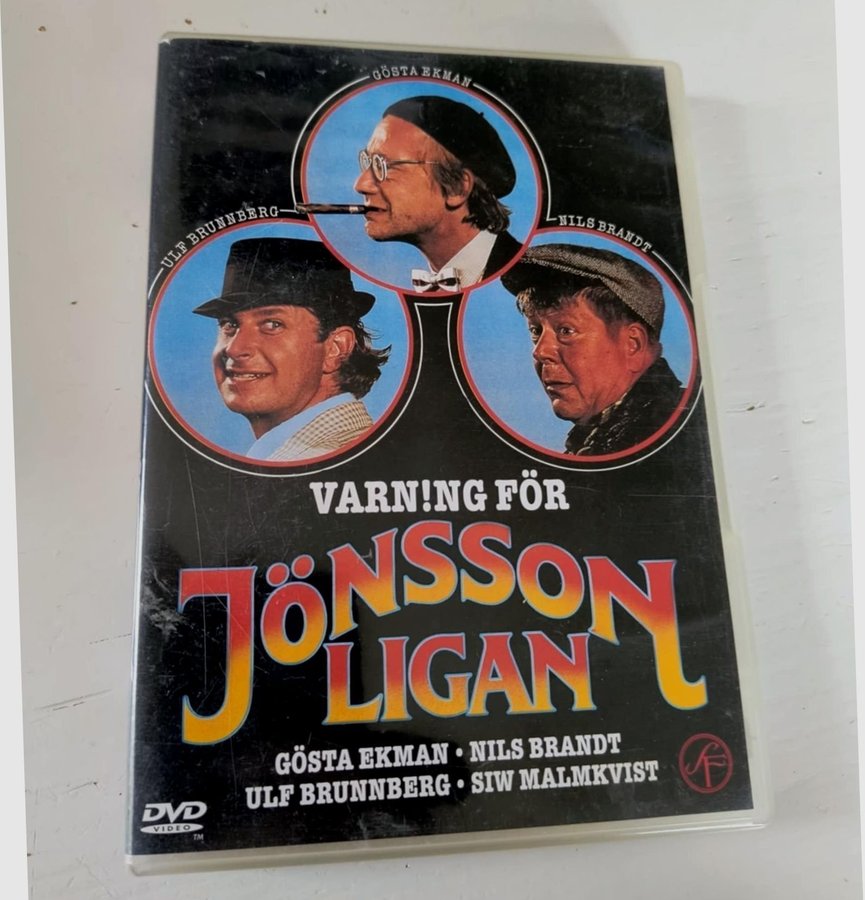 GÖSTA EKMAN
ULF BRUNNBERG
NILS BRANDT
VARN!NG FÖR
JÖNSSON
LIGAN
GÖSTA EKMAN • NILS BRANDT
ULF BRUNNBERG • SIW MALMKVIST
SF
DVD
VIDEO
TM